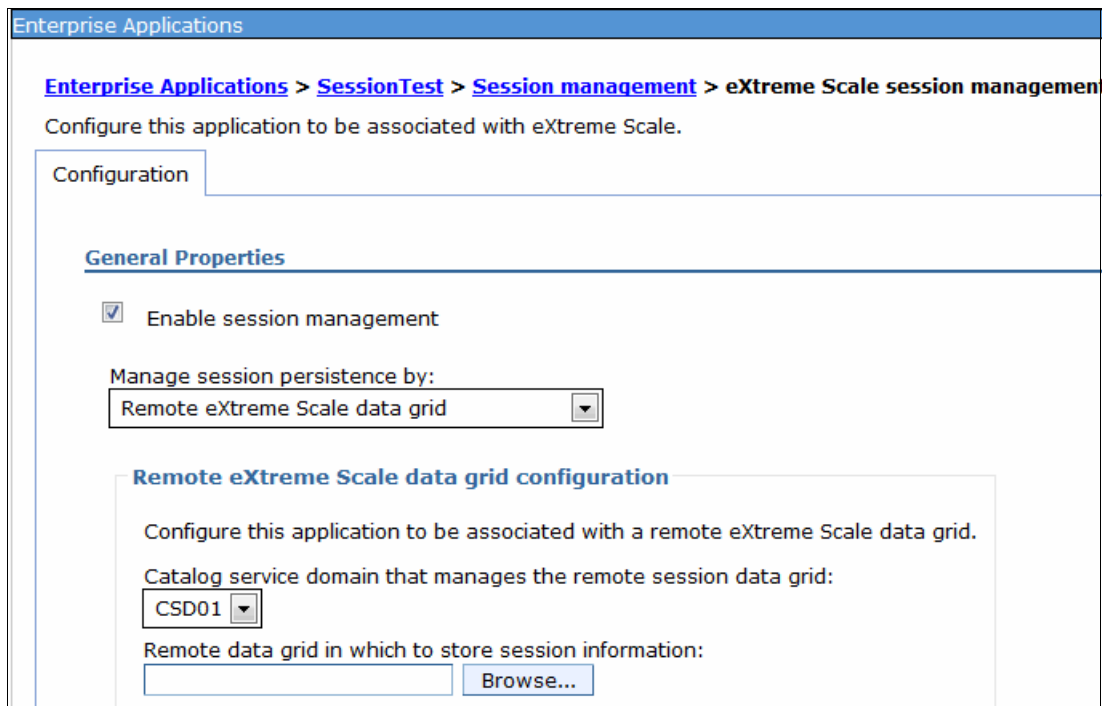 Enterprise Applications
Enterprise Applications > SessionTest > Session management > eXtreme Scale session management
Configure this application to be associated with eXtreme Scale.
Configuration
General Properties
Enable session management
Manage session persistence by:
Remote eXtreme Scale data grid
Remote eXtreme Scale data grid configuration
Configure this application to be associated with a remote eXtreme Scale data grid.
Catalog service domain that manages the remote session data grid:
CSD01
Remote data grid in which to store session information:
Browse...